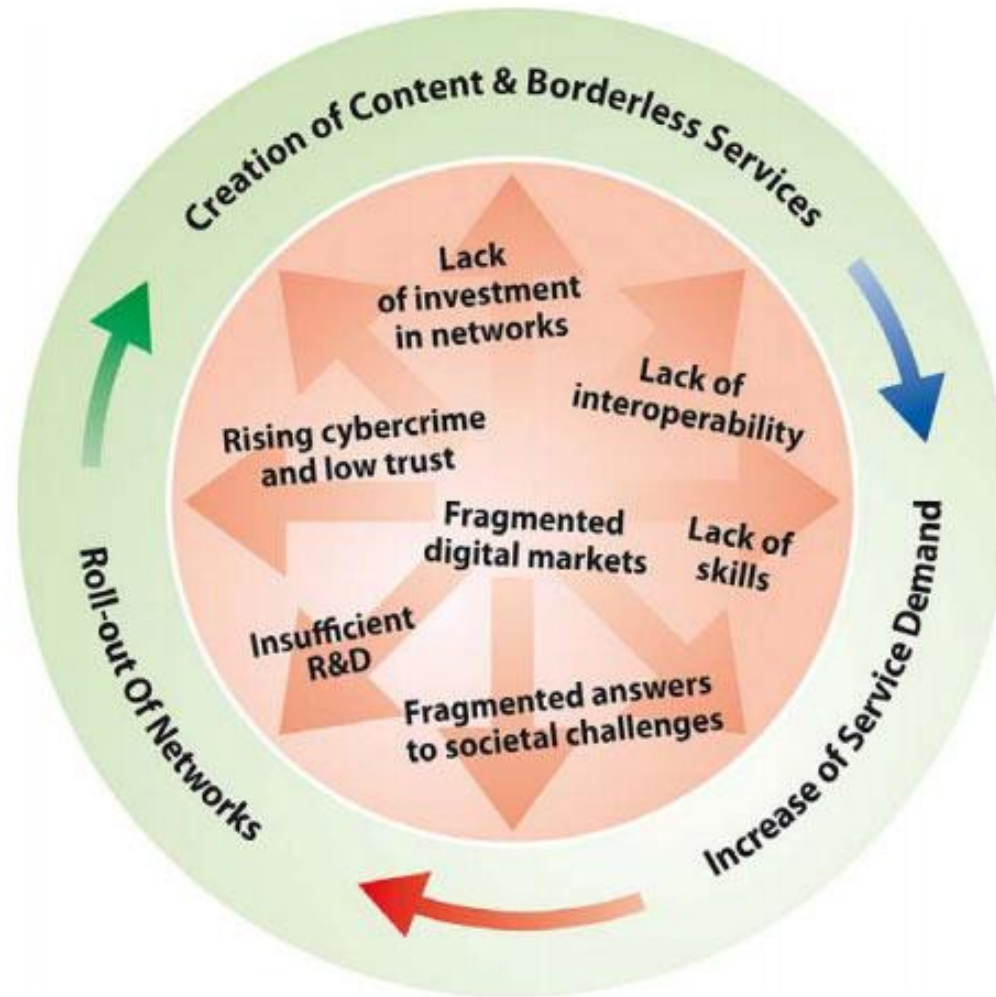 Creation of Content & Borderless Services
Lack
of investment
in networks
Lack of
interoperability
Rising cybercrime
and low trust
Fragmented
digital markets
Lack of
skills
Insufficient
R&D
Fragmented answers
to societal challenges
Increase of Service Demand
Roll-out Of Networks